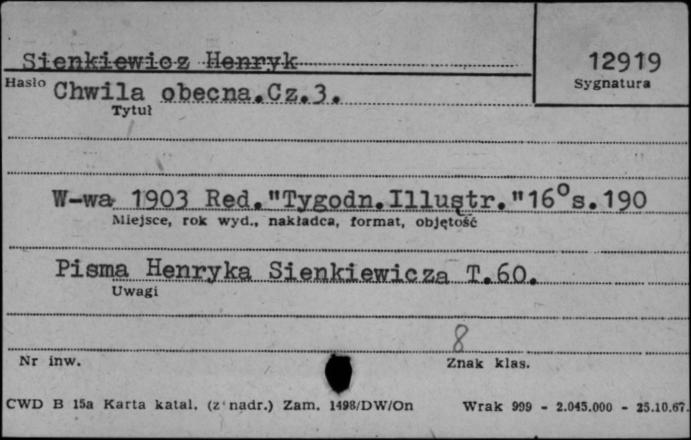 Sienkiewicz Henryk
12919
Hasło
Sygnatura
Chwila obecna.Cz.3.
Tytuł
W-wa 1903 Red."Tygodn.Illustr."16°s.190
Miejsce, rok wyd., nakładca, format, objętość
Pisma Henryka Sienkiewicza T.60.
Uwagi
8
Nr inw.
Znak klas.
CWD B 15a Karta katal. (z nadr.) Zam. 1498/DW/On Wrak 999 - 2.045.000 - 25.10.67.